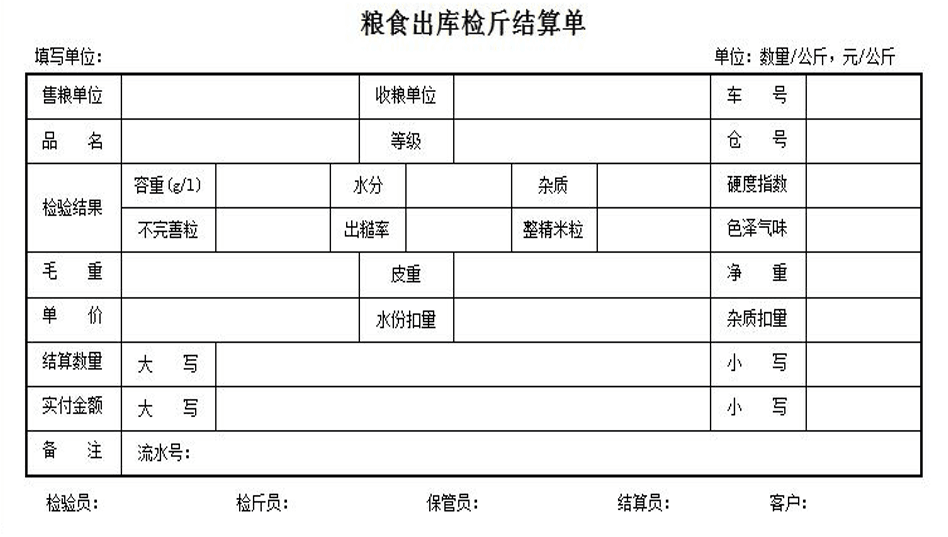 粮食出库检斤结算单
填写单位： 单位：数量/公斤，元/公斤
售粮单位 收粮单位 车 号
品 名 等级 仓 号
检验结果 容重(g/l) 水分 杂质 硬度指数
不完善粒 出糙率 整精米粒 色泽气味
毛 重 皮重 净 重
单 价 水份扣量 杂质扣量
结算数量 大 写 小 写
实付金额 大 写 小 写
备 注 流水号：
检验员： 检斤员： 保管员： 结算员： 客户：